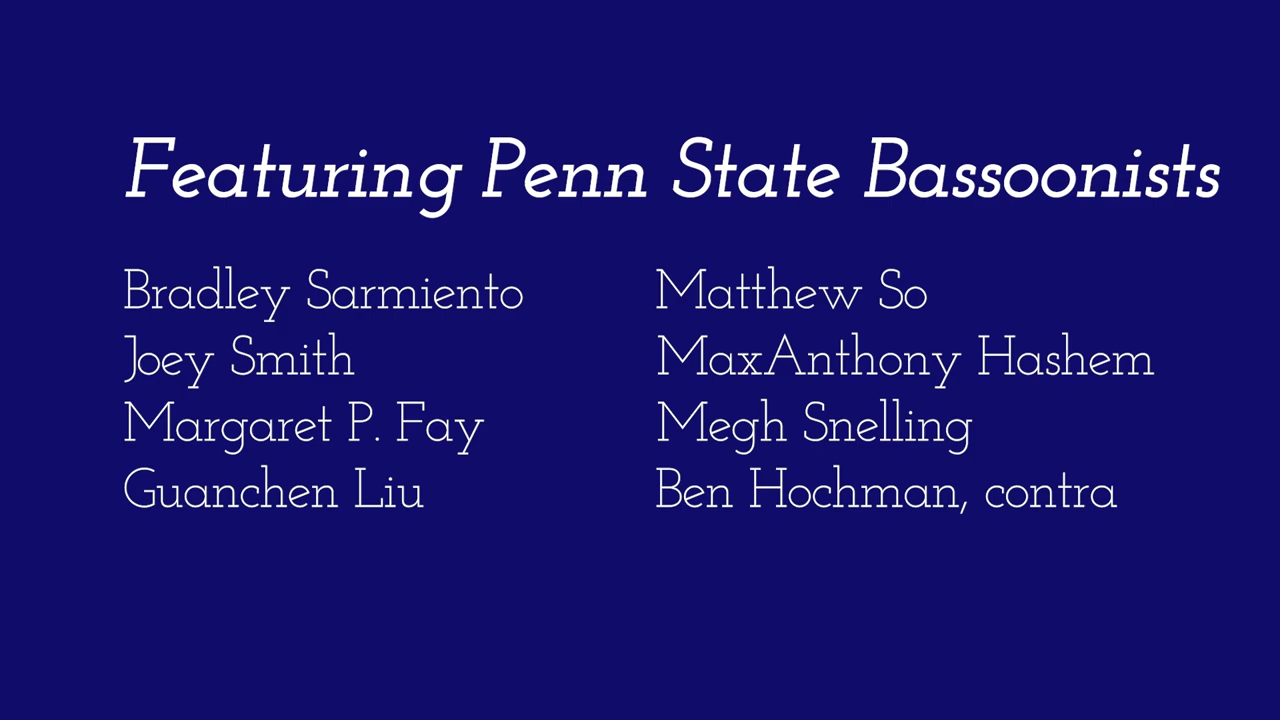 Featuring Penn State Bassoonists
Bradley Sarmiento
Joey Smith
Margaret P. Fay
Guanchen Liu
Matthew So
MaxAnthony Hashem
Megh Snelling
Ben Hochman, contra